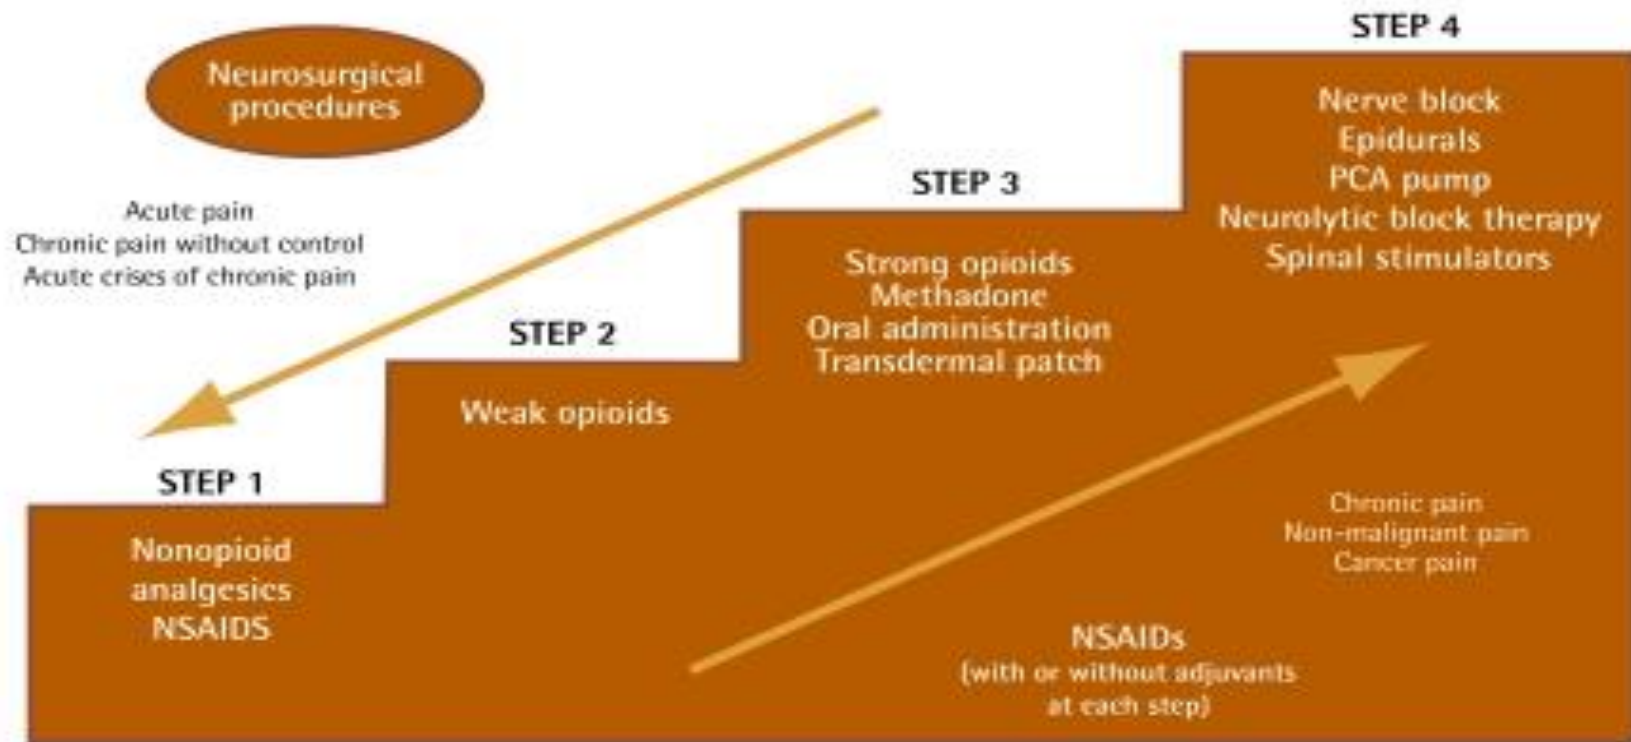 STEP 4
Neurosurgical
procedures
Nerve block
Epidurals
PCA pump
Neurolytic block therapy
Spinal stimulators
Acute pain
Chronic pain without control
Acute crises of chronic pain
STEP 3
Strong opioids
Methadone
Oral administration
Transdermal patch
STEP 2
Weak opioids
STEP 1
Nonopioid
analgesics
NSAIDS
Chronic pain
Non-malignant pain
Cancer pain
NSAIDs
(with or without adjuvants
at each step)